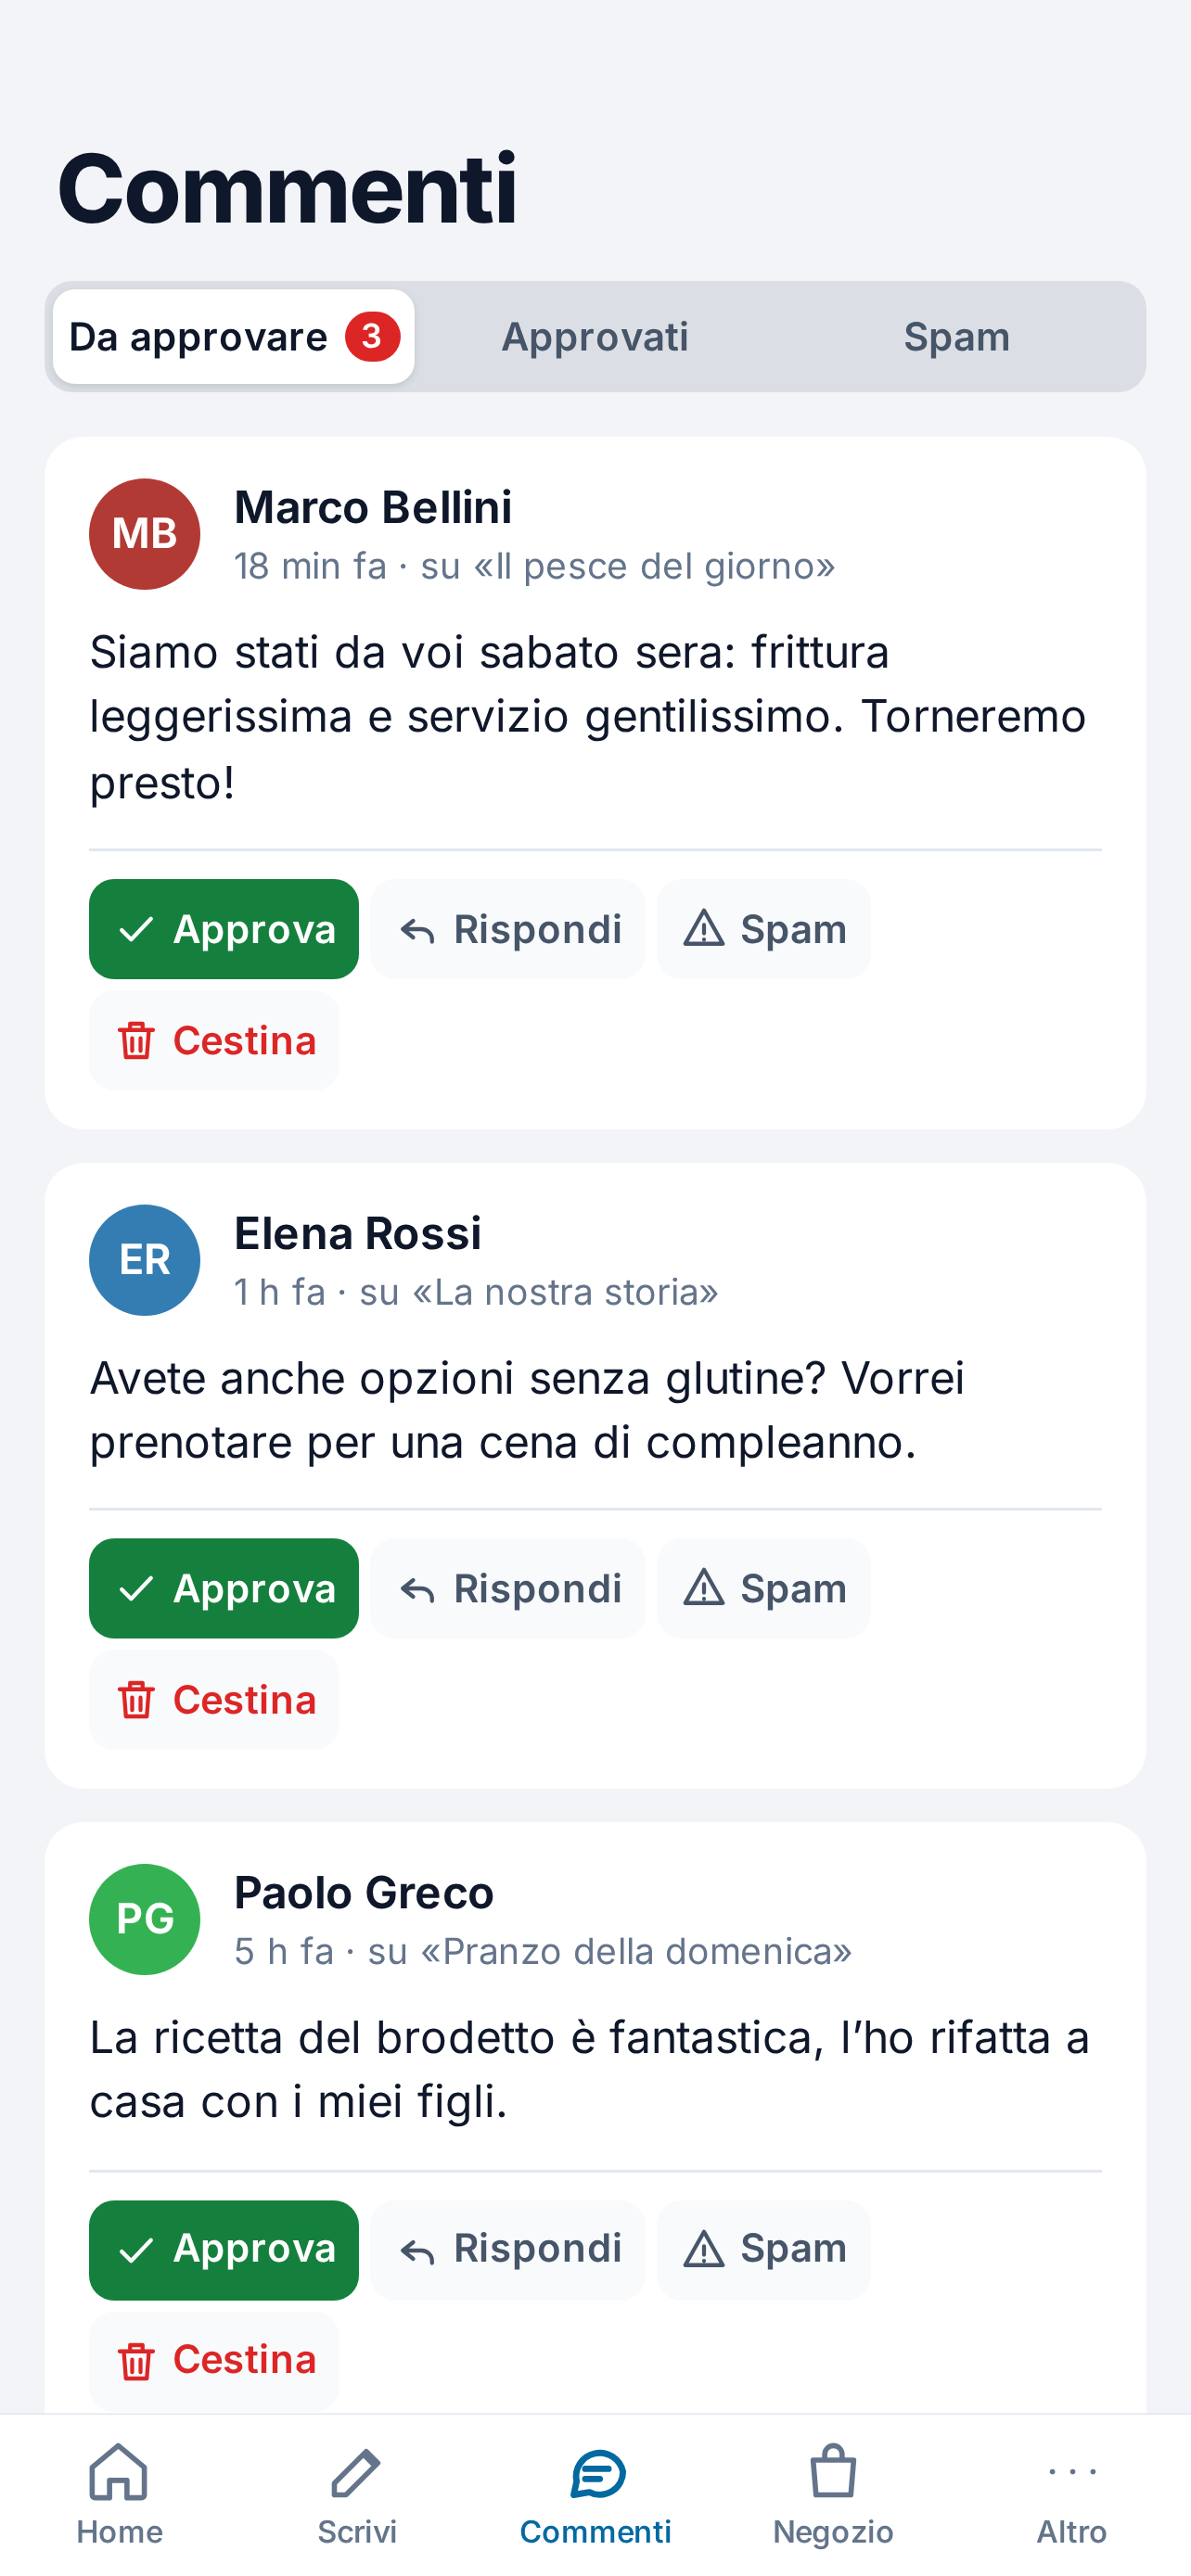 Commenti
Da approvare 3 Approvati Spam
MB Marco Bellini
18 min fa · su «Il pesce del giorno»
Siamo stati da voi sabato sera: frittura
leggerissima e servizio gentilissimo. Torneremo
presto!
Approva Rispondi Spam
Cestina
ER Elena Rossi
1 h fa · su «La nostra storia»
Avete anche opzioni senza glutine? Vorrei
prenotare per una cena di compleanno.
Approva Rispondi Spam
Cestina
PG Paolo Greco
5 h fa · su «Pranzo della domenica»
La ricetta del brodetto è fantastica, l’ho rifatta a
casa con i miei figli.
Approva Rispondi Spam
Cestina
Home Scrivi Commenti Negozio Altro